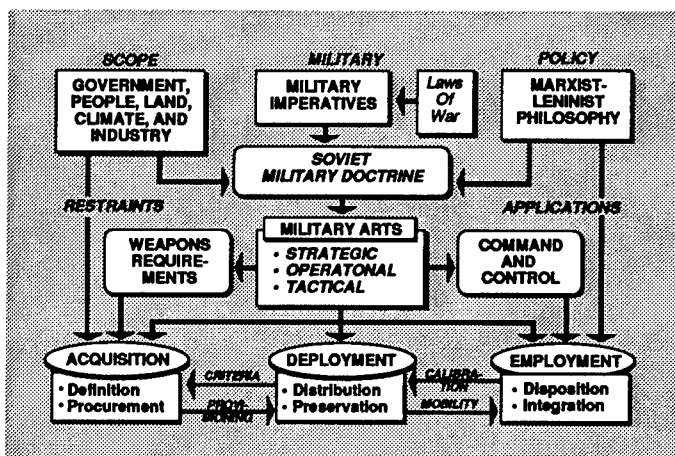 SCOPE
MILITARY
POLICY
GOVERNMENT,
PEOPLE, LAND,
CLIMATE, AND
INDUSTRY
MILITARY
IMPERATIVES
Laws
Of
War
MARXIST-
LENINIST
PHILOSOPHY
SOVIET
MILITARY DOCTRINE
RESTRAINTS
APPLICATIONS
WEAPONS
REQUIRE-
MENTS
MILITARY ARTS
• STRATEGIC
• OPERATONAL
• TACTICAL
COMMAND
AND
CONTROL
ACQUISITION
• Definition
• Procurement
CRITERIA
PROVI-
SIONING
DEPLOYMENT
• Distribution
• Preservation
CALIBRA-
TION
MOBILITY
EMPLOYMENT
• Disposition
• Integration